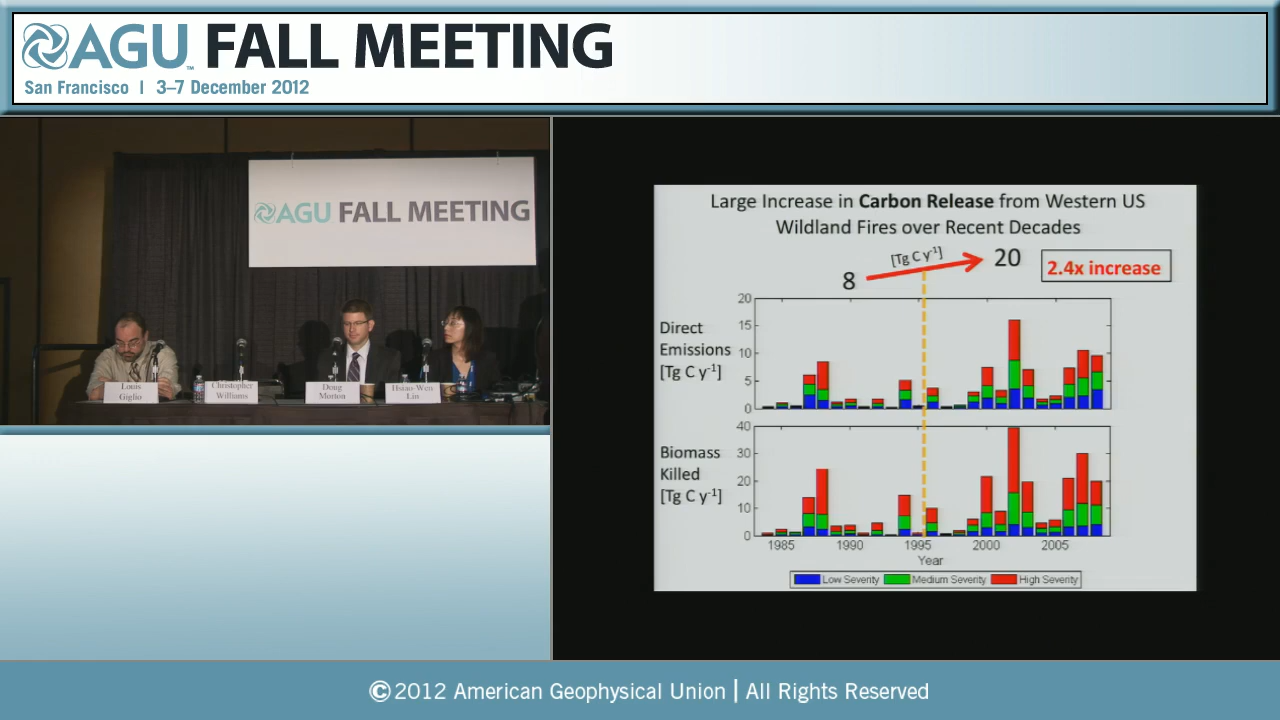 AGU™ FALL MEETING
San Francisco | 3–7 December 2012
AGU FALL MEETING
Louis
Giglio
Christopher
Williams
Doug
Morton
Hsiao-Wen
Lin
Large Increase in Carbon Release from Western US
Wildland Fires over Recent Decades
8
[Tg C y⁻¹]
20
2.4x increase
Direct
Emissions
[Tg C y⁻¹]
20
15
10
5
0
Biomass
Killed
[Tg C y⁻¹]
40
30
20
10
0
1985 1990 1995 2000 2005
Year
Low Severity Medium Severity High Severity
©2012 American Geophysical Union | All Rights Reserved